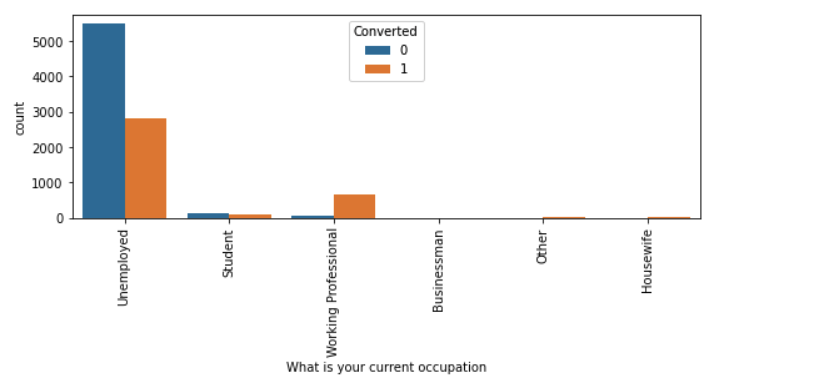 Converted
0
1
count
5000
4000
3000
2000
1000
0
Unemployed
Student
Working Professional
Businessman
Other
Housewife
What is your current occupation